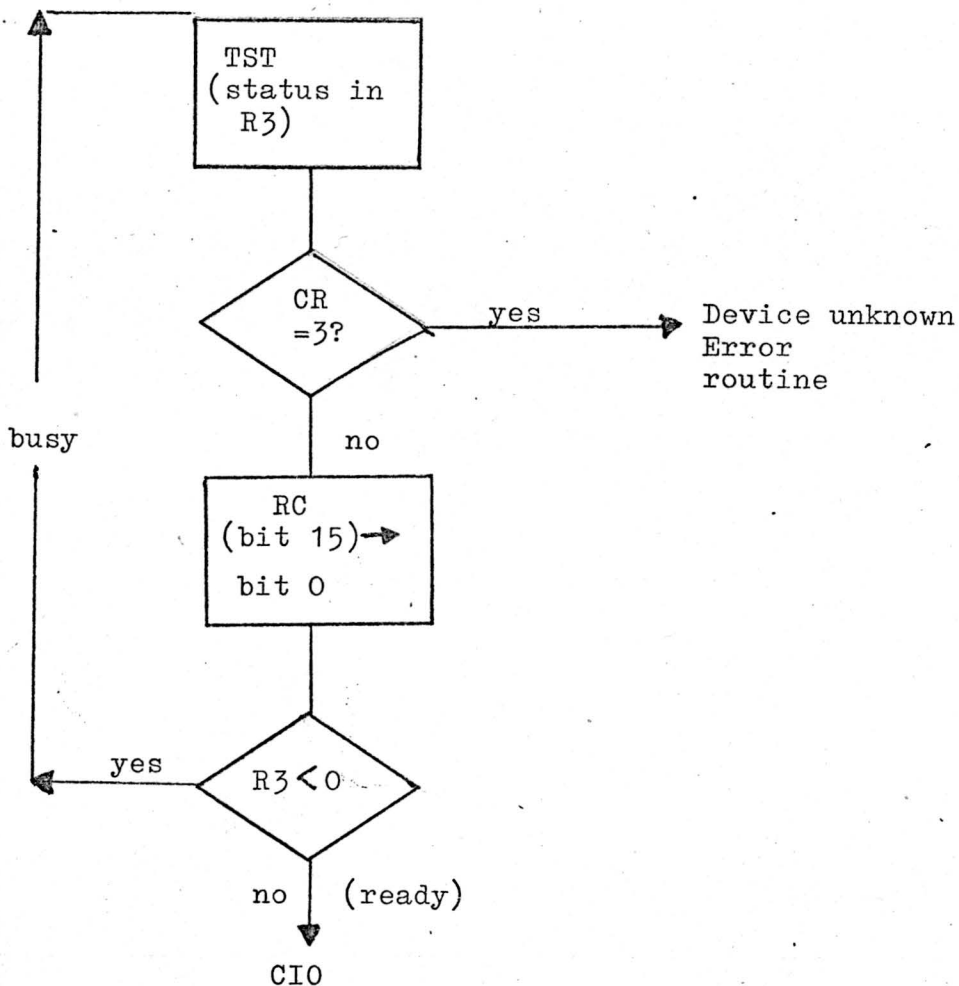 TST
(status in
R3)
CR
=3?
yes
Device unknown
Error
routine
no
busy
RC
(bit 15)→
bit 0
yes
R3<0
no (ready)
CIO